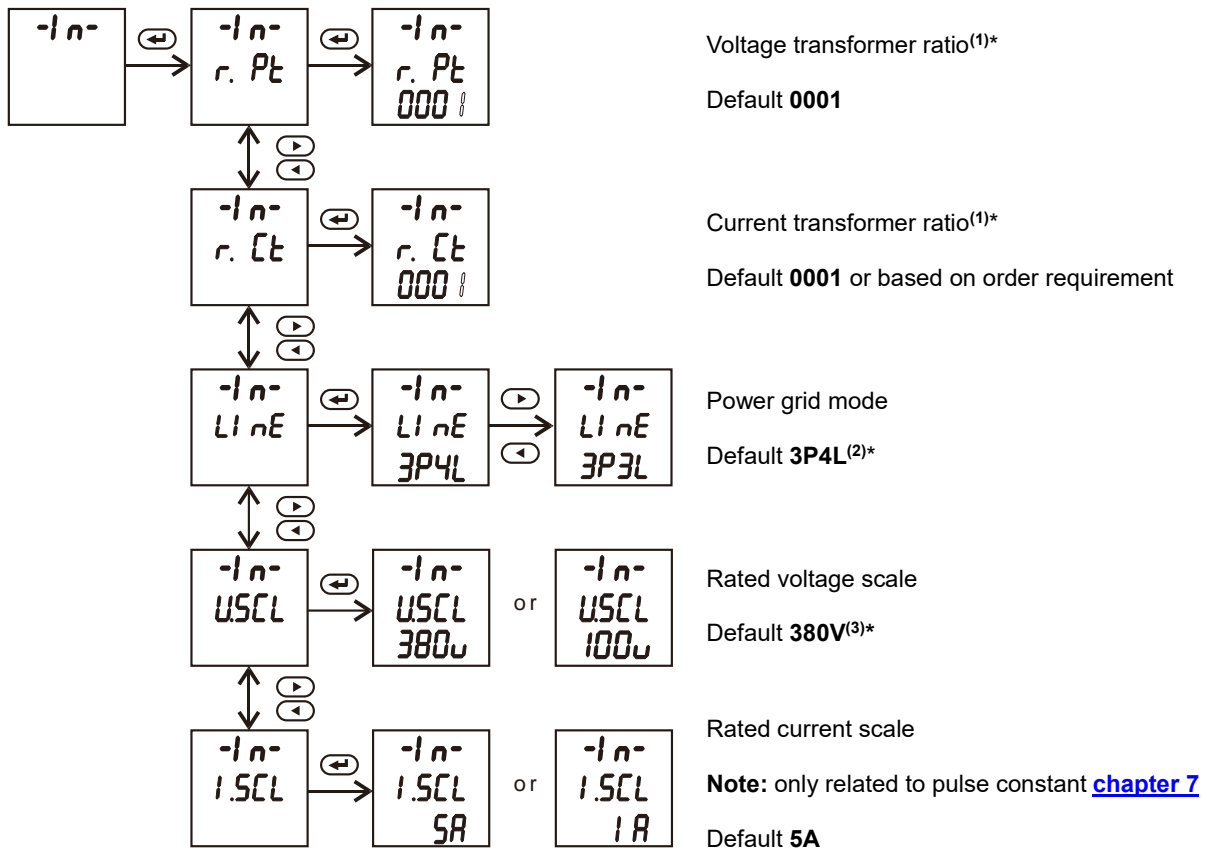 -In- -In- -In-
r. Pt r. Pt
0001
Voltage transformer ratio(1)*
Default 0001
-In- -In-
r. Ct r. Ct
0001
Current transformer ratio(1)*
Default 0001 or based on order requirement
-In- -In- -In-
LInE LInE LInE
3P4L 3P3L
Power grid mode
Default 3P4L(2)*
-In- -In- or -In-
U.SCL U.SCL U.SCL
380v 100v
Rated voltage scale
Default 380V(3)*
-In- -In- or -In-
I.SCL I.SCL I.SCL
5A 1A
Rated current scale
Note: only related to pulse constant chapter 7
Default 5A